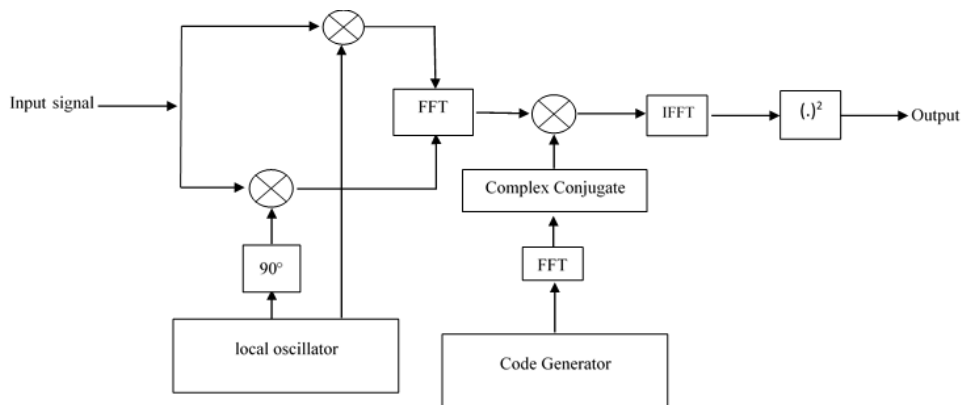 Input signal
FFT
IFFT
(.)²
Output
Complex Conjugate
90°
FFT
local oscillator
Code Generator